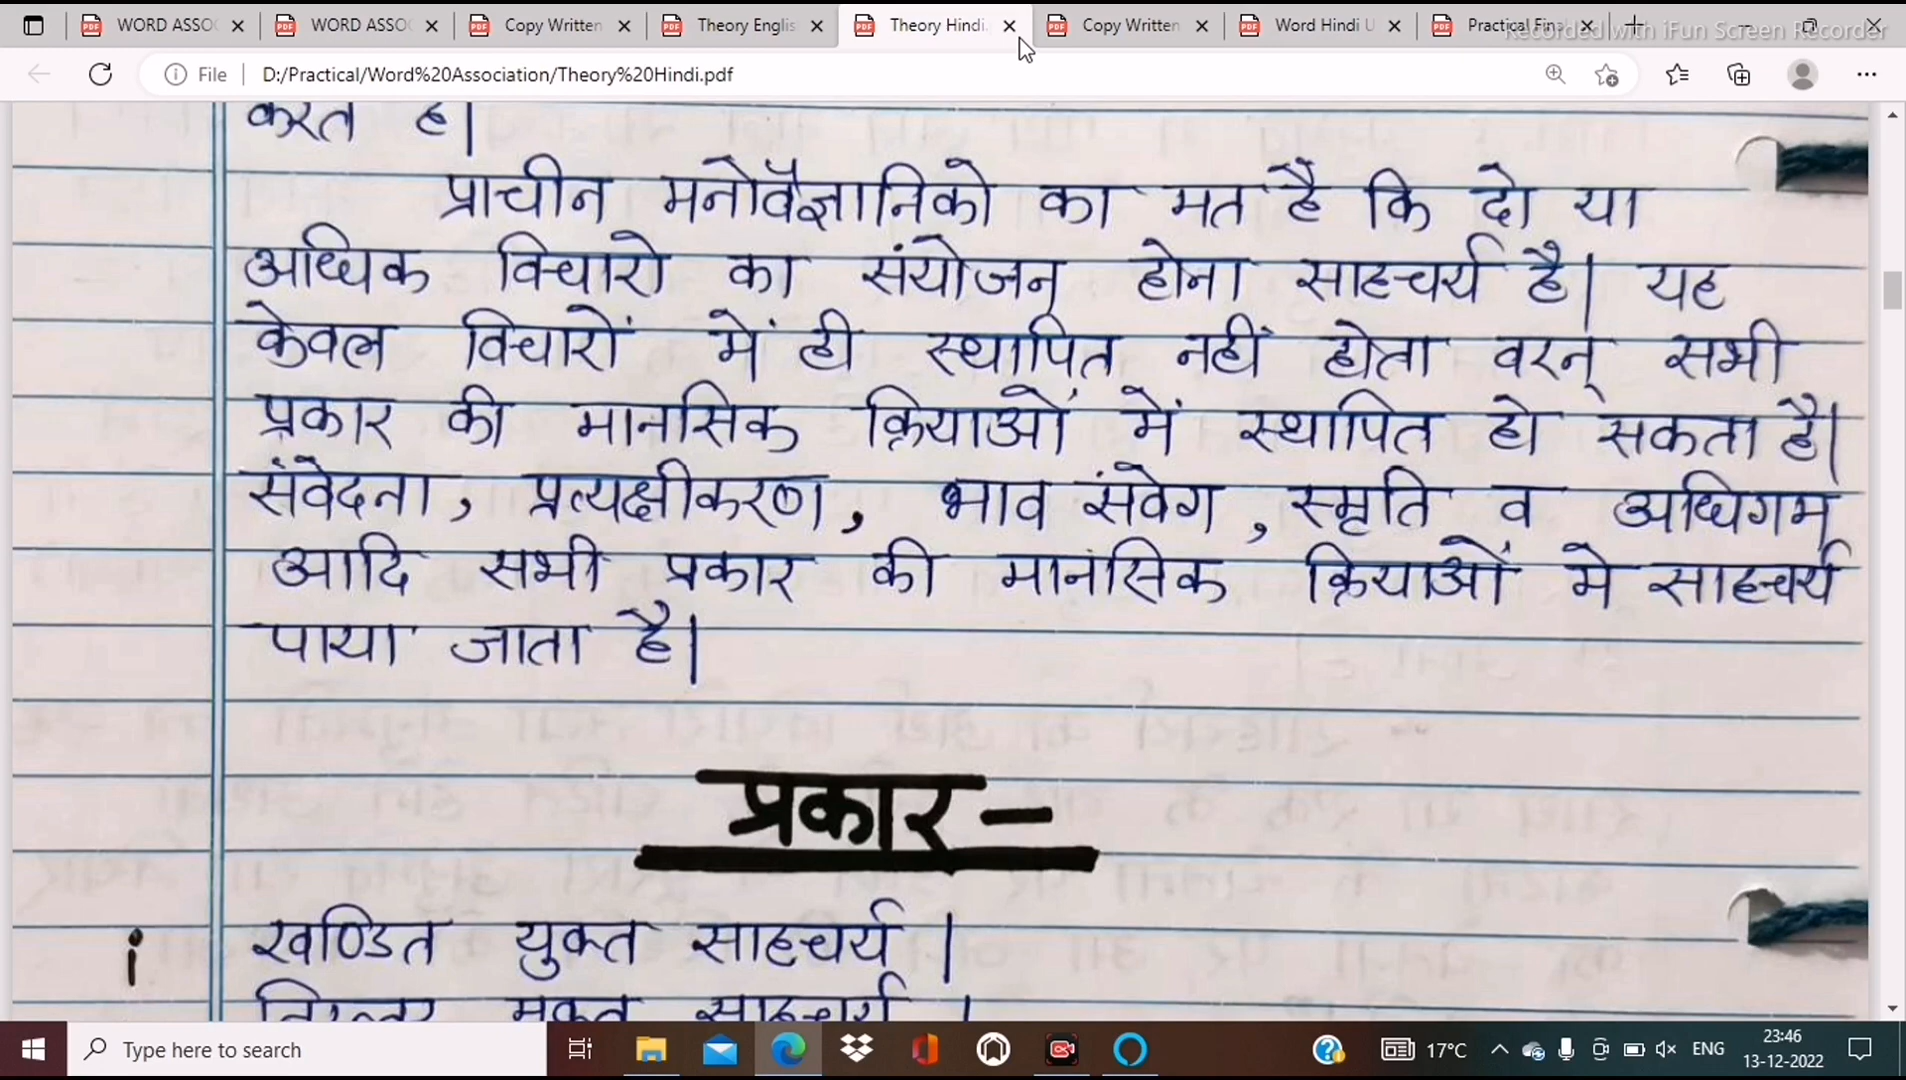 WORD ASSO
WORD ASSO
Copy Written
Theory Englis
Theory Hindi.
Copy Written
Word Hindi U
Practical Fina
Recorded with iFun Screen Recorder
File D:/Practical/Word%20Association/Theory%20Hindi.pdf
करते हैं।
प्राचीन मनोवैज्ञानिको का मत है कि दो या
अधिक विचारो का संयोजन होना साहचर्य है। यह
केवल विचारों में ही स्थापित नहीं होता वरन् सभी
प्रकार की मानसिक क्रियाओं में स्थापित हो सकता है।
संवेदना, प्रत्यक्षीकरण, भाव संवेग, स्मृति व अधिगम
आदि सभी प्रकार की मानसिक क्रियाओं मे साहचर्य
पाया जाता है।
प्रकार –
i खण्डित युक्त साहचर्य ।
Type here to search
17°C
ENG
23:46
13-12-2022